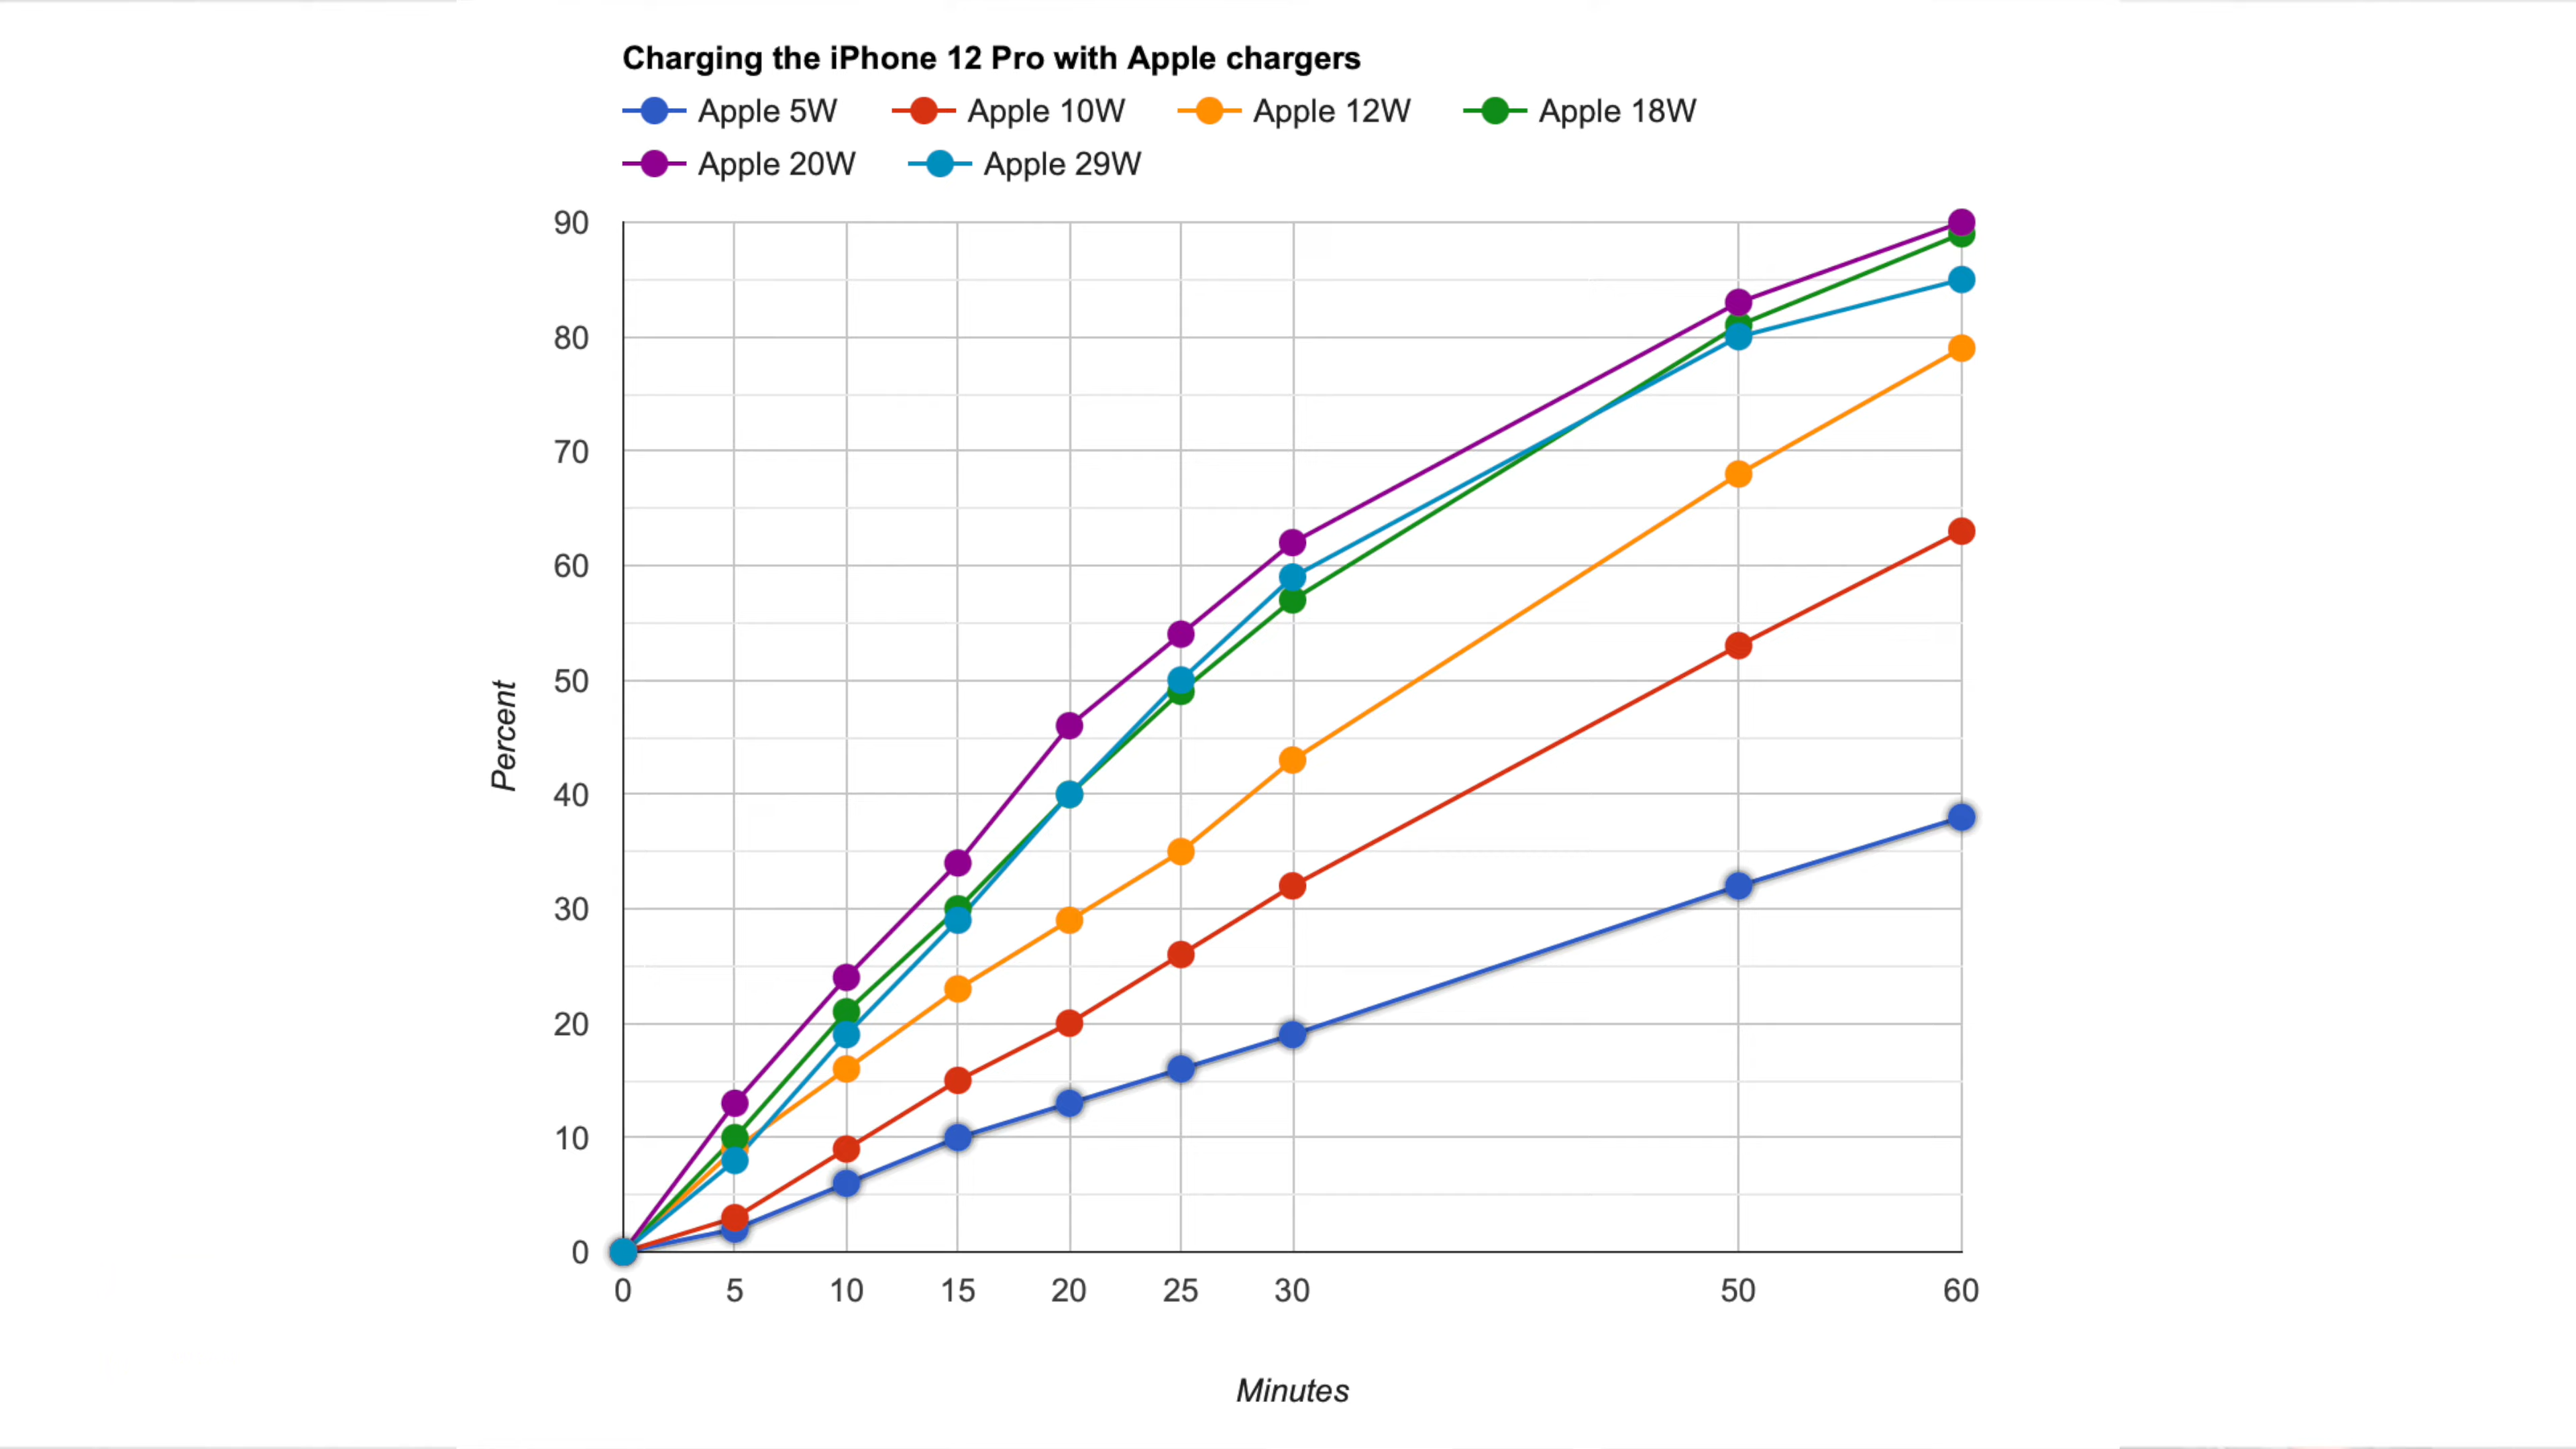 Charging the iPhone 12 Pro with Apple chargers
Apple 5W Apple 10W Apple 12W Apple 18W
Apple 20W Apple 29W
90
80
70
60
50
40
30
20
10
0
Percent
0 5 10 15 20 25 30 50 60
Minutes